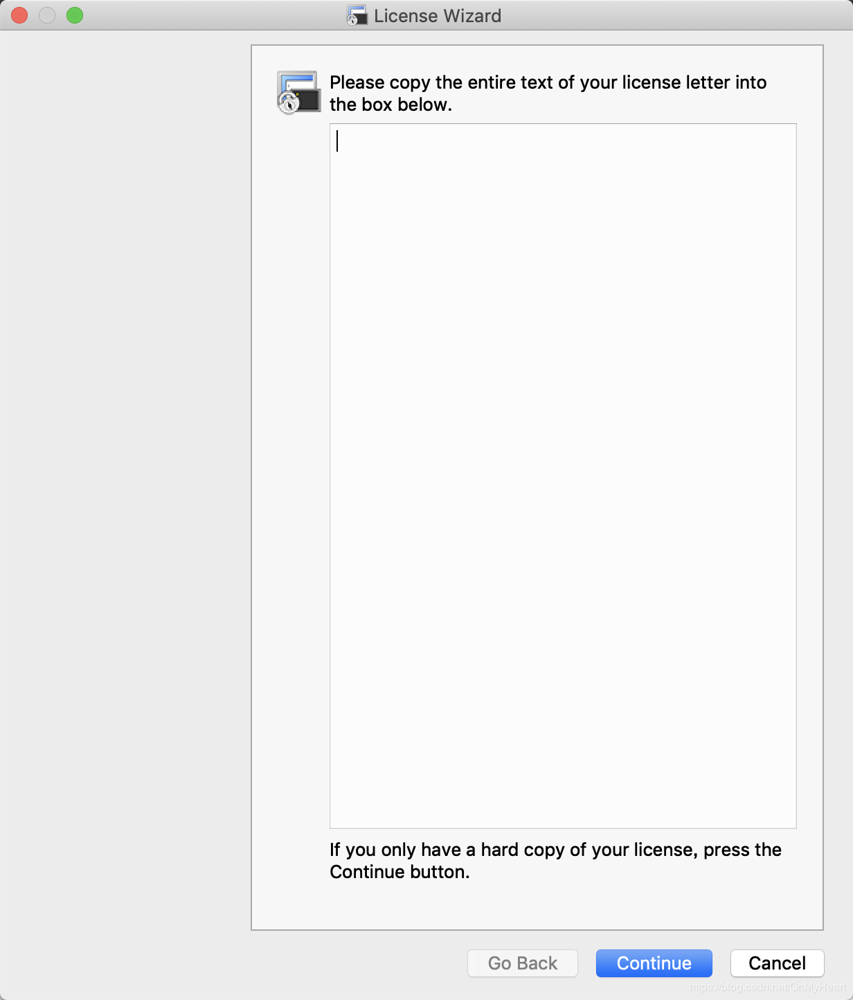 License Wizard
Please copy the entire text of your license letter into
the box below.
If you only have a hard copy of your license, press the
Continue button.
Go Back
Continue
Cancel
https://blog.csdn.net/OnMyHeart